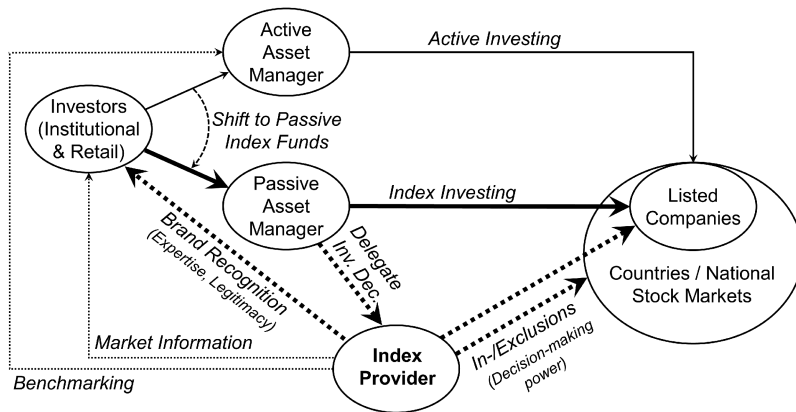 Active
Asset
Manager
Active Investing
Investors
(Institutional
& Retail)
Shift to Passive
Index Funds
Passive
Asset
Manager
Index Investing
Listed
Companies
Countries / National
Stock Markets
Brand Recognition
(Expertise, Legitimacy)
Delegate
Inv. Dec.
In-/Exclusions
(Decision-making
power)
Market Information
Index
Provider
Benchmarking